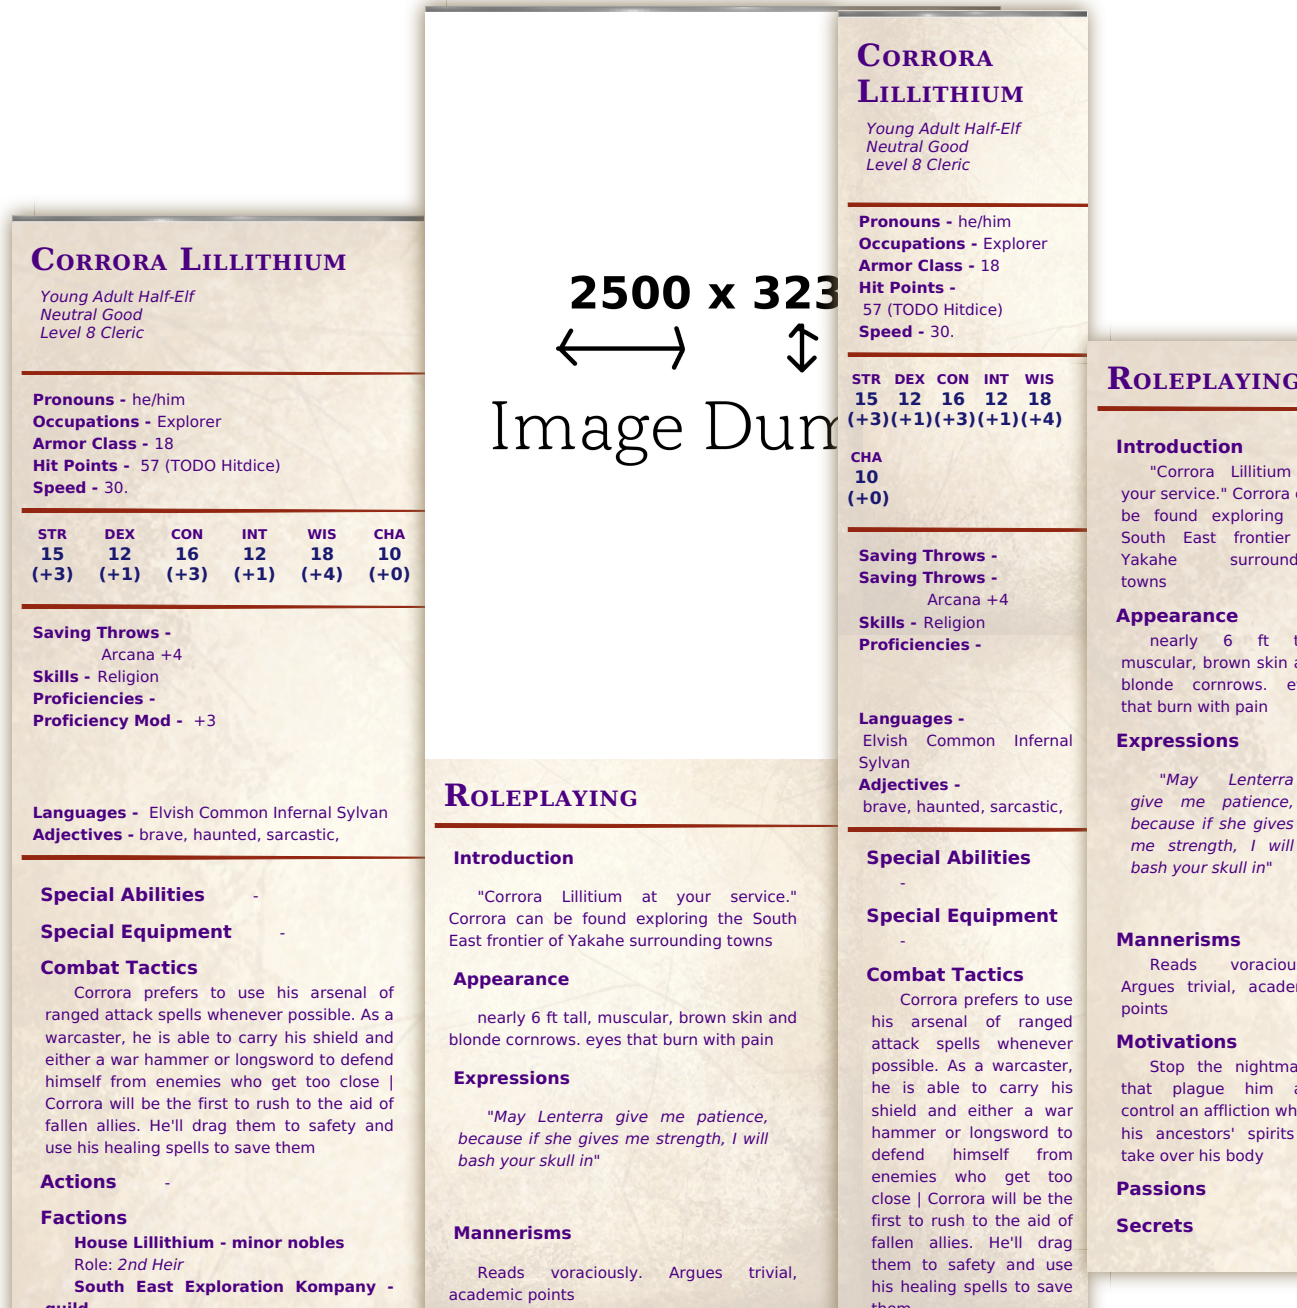 Corrora Lillithium
Young Adult Half-Elf
Neutral Good
Level 8 Cleric
Pronouns - he/him
Occupations - Explorer
Armor Class - 18
Hit Points - 57 (TODO Hitdice)
Speed - 30.
STR DEX CON INT WIS CHA
15 12 16 12 18 10
(+3) (+1) (+3) (+1) (+4) (+0)
Saving Throws -
Arcana +4
Skills - Religion
Proficiencies -
Proficiency Mod - +3
Languages - Elvish Common Infernal Sylvan
Adjectives - brave, haunted, sarcastic,
Special Abilities -
Special Equipment -
Combat Tactics
Corrora prefers to use his arsenal of
ranged attack spells whenever possible. As a
warcaster, he is able to carry his shield and
either a war hammer or longsword to defend
himself from enemies who get too close |
Corrora will be the first to rush to the aid of
fallen allies. He'll drag them to safety and
use his healing spells to save them
Actions -
Factions
House Lillithium - minor nobles
Role: 2nd Heir
South East Exploration Kompany -
guild
2500 x 323
Image Dum
Roleplaying
Introduction
"Corrora Lillitium at your service."
Corrora can be found exploring the South
East frontier of Yakahe surrounding towns
Appearance
nearly 6 ft tall, muscular, brown skin and
blonde cornrows. eyes that burn with pain
Expressions
"May Lenterra give me patience,
because if she gives me strength, I will
bash your skull in"
Mannerisms
Reads voraciously. Argues trivial,
academic points
Corrora
Lillithium
Young Adult Half-Elf
Neutral Good
Level 8 Cleric
Pronouns - he/him
Occupations - Explorer
Armor Class - 18
Hit Points -
57 (TODO Hitdice)
Speed - 30.
STR DEX CON INT WIS
15 12 16 12 18
(+3) (+1) (+3) (+1) (+4)
CHA
10
(+0)
Saving Throws -
Saving Throws -
Arcana +4
Skills - Religion
Proficiencies -
Languages -
Elvish Common Infernal
Sylvan
Adjectives -
brave, haunted, sarcastic,
Special Abilities
-
Special Equipment
-
Combat Tactics
Corrora prefers to use
his arsenal of ranged
attack spells whenever
possible. As a warcaster,
he is able to carry his
shield and either a war
hammer or longsword to
defend himself from
enemies who get too
close | Corrora will be the
first to rush to the aid of
fallen allies. He'll drag
them to safety and use
his healing spells to save
them
Roleplaying
Introduction
"Corrora Lillitium
your service." Corrora
be found exploring
South East frontier
Yakahe surround
towns
Appearance
nearly 6 ft
muscular, brown skin
blonde cornrows.
that burn with pain
Expressions
"May Lenterra
give me patience,
because if she gives
me strength, I will
bash your skull in"
Mannerisms
Reads voraciou
Argues trivial, acade
points
Motivations
Stop the nightma
that plague him
control an affliction wh
his ancestors' spirits
take over his body
Passions
Secrets